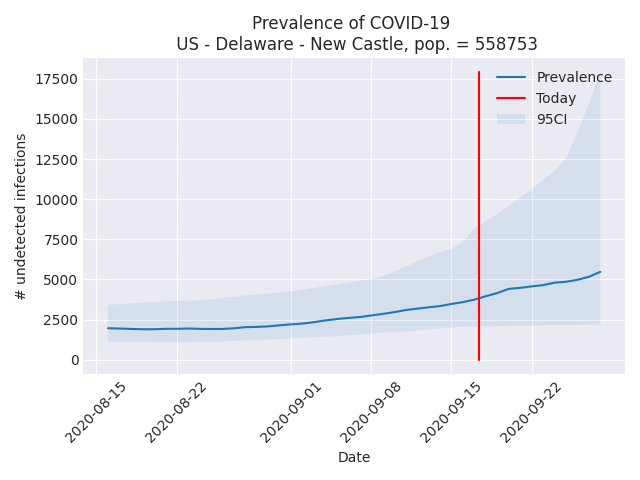 Prevalence of COVID-19
US - Delaware - New Castle, pop. = 558753
Prevalence
Today
95CI
# undetected infections
17500
15000
12500
10000
7500
5000
2500
0
2020-08-15
2020-08-22
2020-09-01
2020-09-08
2020-09-15
2020-09-22
Date